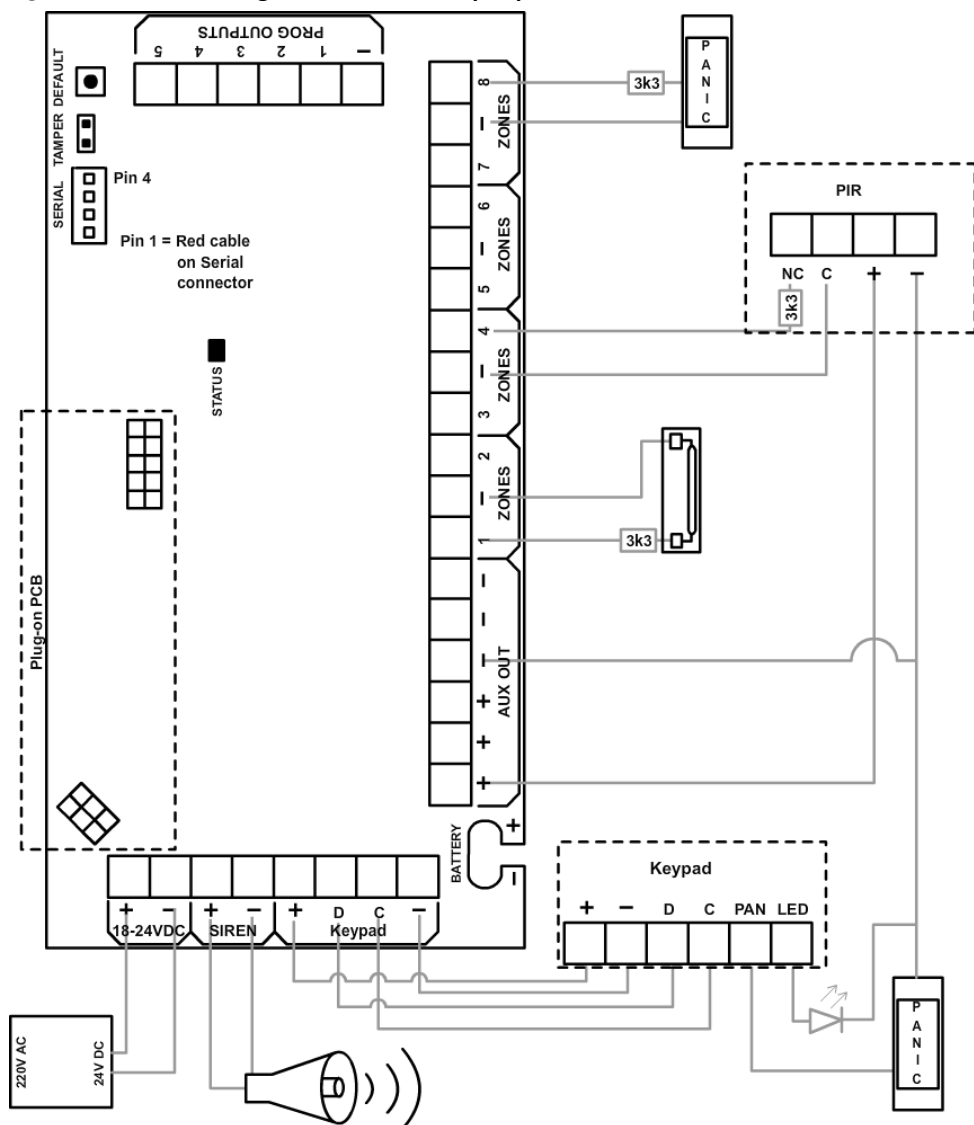 PROG OUTPUTS
5 4 3 2 1 –
DEFAULT
TAMPER
SERIAL
Pin 4
Pin 1 = Red cable
on Serial
connector
STATUS
Plug-on PCB
8 – 7
ZONES
6 – 5
ZONES
4 – 3
ZONES
2 – 1
ZONES
– – – + + +
AUX OUT
BATTERY
+ –
3k3
PANIC
PIR
NC C + –
3k3
3k3
+ – + – + D C –
18-24VDC SIREN Keypad
Keypad
+ – D C PAN LED
220V AC
24V DC
PANIC